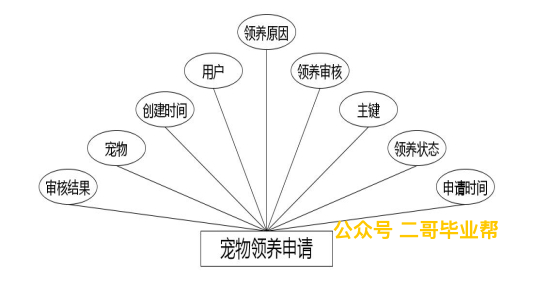 领养原因
用户
领养审核
创建时间
主键
宠物
领养状态
审核结果
申请时间
宠物领养申请
公众号 二哥毕业帮